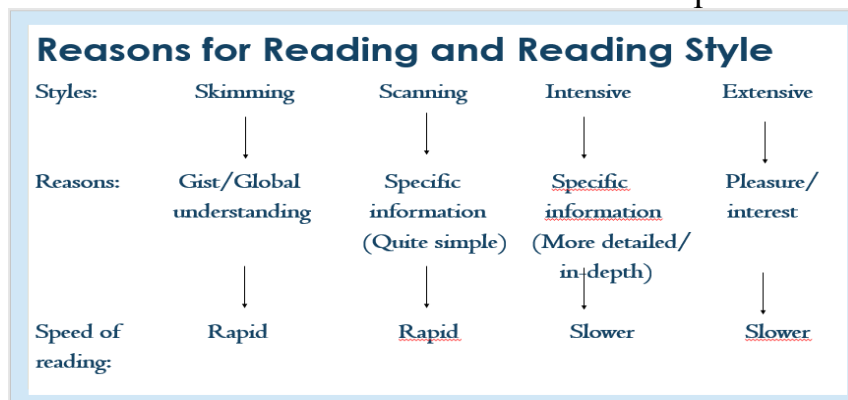 Reasons for Reading and Reading Style
Styles: Skimming Scanning Intensive Extensive
Reasons: Gist/Global Specific Specific Pleasure/
understanding information information interest
(Quite simple) (More detailed/
in-depth)
Speed of Rapid Rapid Slower Slower
reading: